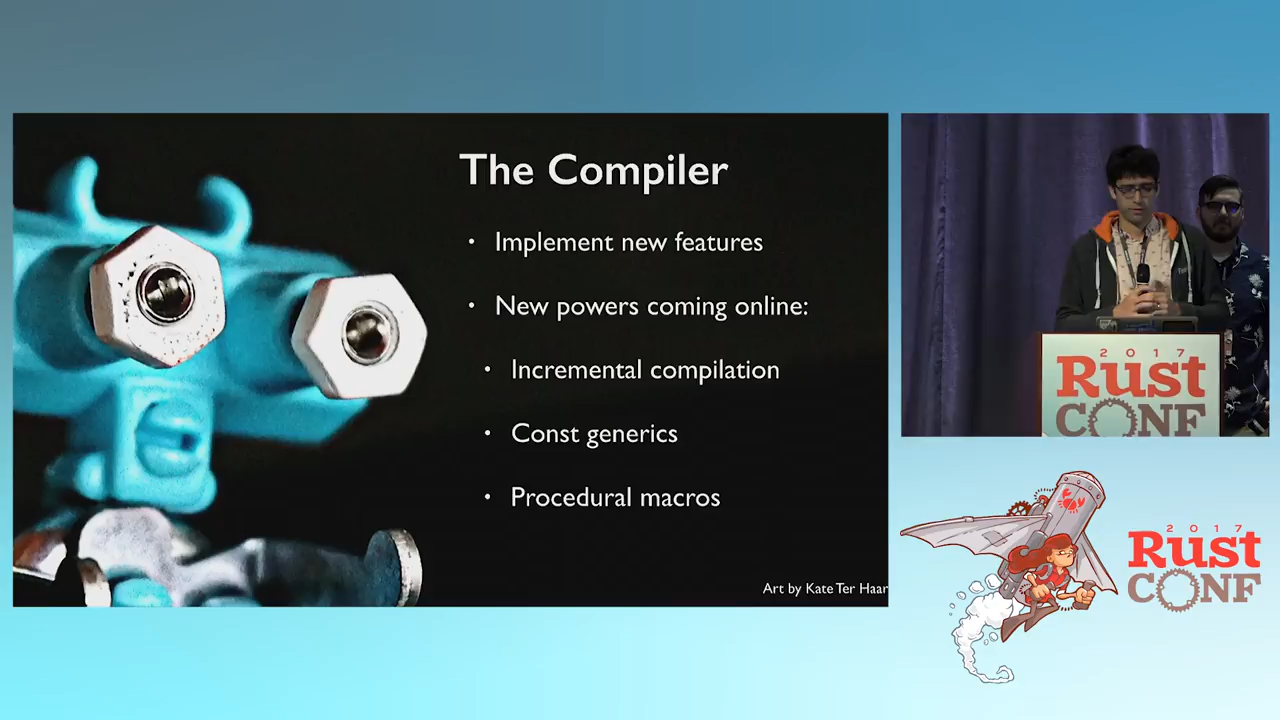 The Compiler
• Implement new features
• New powers coming online:
• Incremental compilation
• Const generics
• Procedural macros
Art by Kate Ter Haar
2017
Rust
CONF
2017
Rust
CONF